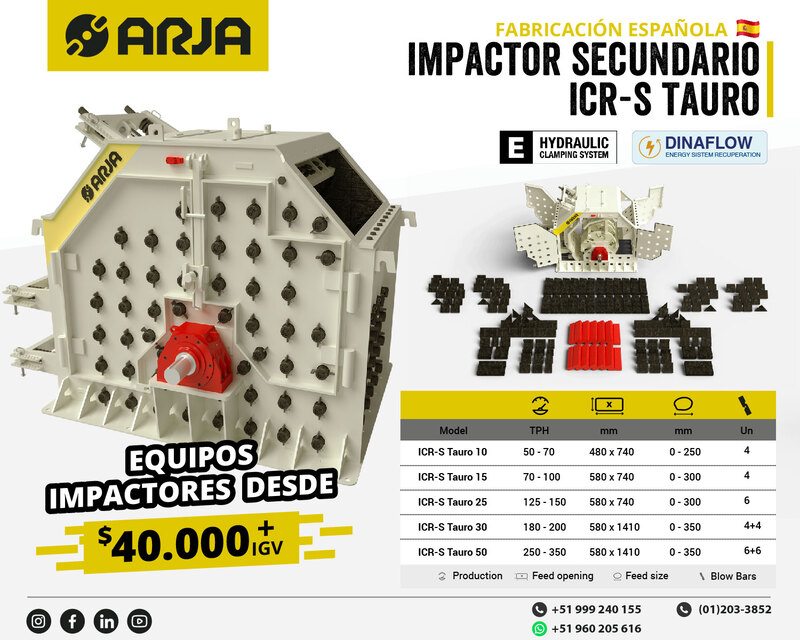 ARJA
FABRICACIÓN ESPAÑOLA
IMPACTOR SECUNDARIO
ICR-S TAURO
E HYDRAULIC
CLAMPING SYSTEM
DINAFLOW
ENERGY SISTEM RECUPERATION
ARJA
EQUIPOS
IMPACTORES DESDE
$40.000+
IGV
Model TPH mm mm Un
ICR-S Tauro 10 50 - 70 480 x 740 0 - 250 4
ICR-S Tauro 15 70 - 100 580 x 740 0 - 300 4
ICR-S Tauro 25 125 - 150 580 x 740 0 - 300 6
ICR-S Tauro 30 180 - 200 580 x 1410 0 - 350 4+4
ICR-S Tauro 50 250 - 350 580 x 1410 0 - 350 6+6
Production Feed opening Feed size Blow Bars
+51 999 240 155 (01)203-3852
+51 960 205 616